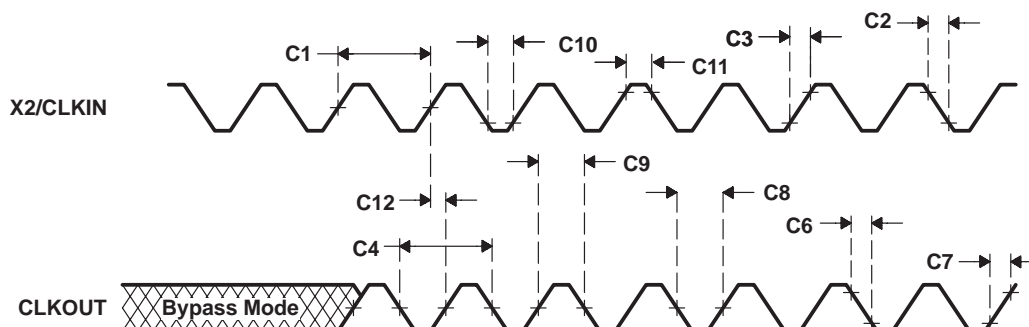 C1
C10
C3
C2
C11
X2/CLKIN
C9
C12
C8
C4
C6
C7
CLKOUT
Bypass Mode